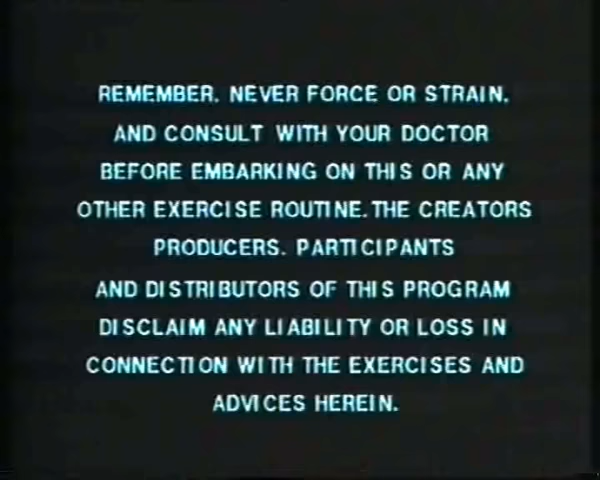 REMEMBER. NEVER FORCE OR STRAIN.
AND CONSULT WITH YOUR DOCTOR
BEFORE EMBARKING ON THIS OR ANY
OTHER EXERCISE ROUTINE. THE CREATORS
PRODUCERS. PARTICIPANTS
AND DISTRIBUTORS OF THIS PROGRAM
DISCLAIM ANY LIABILITY OR LOSS IN
CONNECTION WITH THE EXERCISES AND
ADVICES HEREIN.